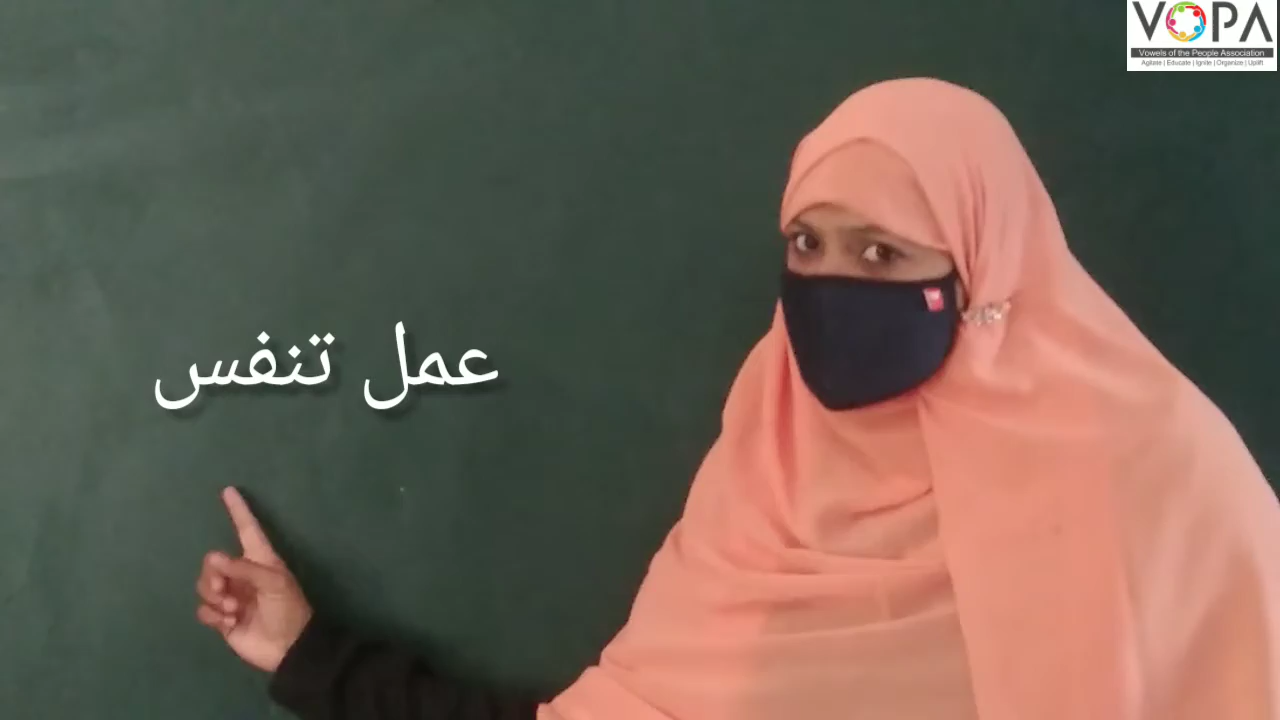 VOPA
Vowels of the People Association
Agitate | Educate | Ignite | Organize | Uplift
عمل تنفس